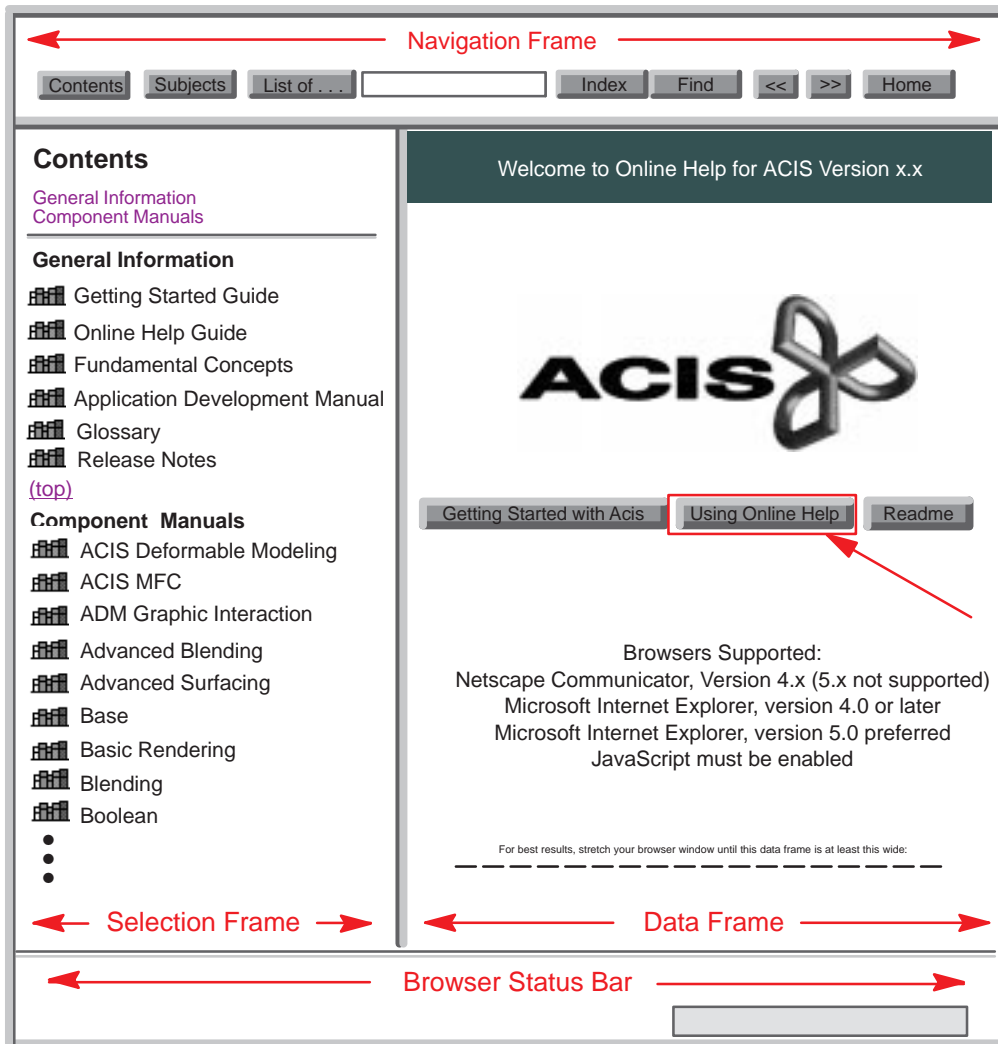 Navigation Frame
Contents Subjects List of . . . Index Find << >> Home
Contents
General Information
Component Manuals
General Information
Getting Started Guide
Online Help Guide
Fundamental Concepts
Application Development Manual
Glossary
Release Notes
(top)
Component Manuals
ACIS Deformable Modeling
ACIS MFC
ADM Graphic Interaction
Advanced Blending
Advanced Surfacing
Base
Basic Rendering
Blending
Boolean
Selection Frame
Welcome to Online Help for ACIS Version x.x
ACIS
Getting Started with Acis Using Online Help Readme
Browsers Supported:
Netscape Communicator, Version 4.x (5.x not supported)
Microsoft Internet Explorer, version 4.0 or later
Microsoft Internet Explorer, version 5.0 preferred
JavaScript must be enabled
For best results, stretch your browser window until this data frame is at least this wide:
Data Frame
Browser Status Bar